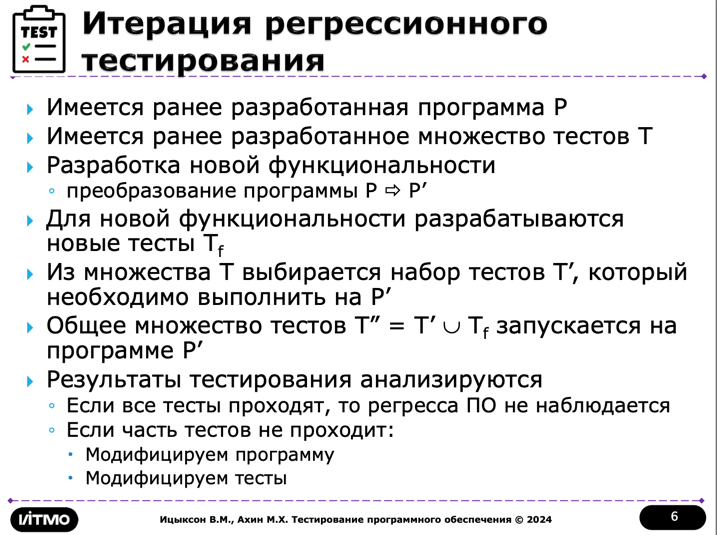 TEST
Итерация регрессионного
тестирования
Имеется ранее разработанная программа P
Имеется ранее разработанное множество тестов T
Разработка новой функциональности
преобразование программы P ⇨ P′
Для новой функциональности разрабатываются
новые тесты Tf
Из множества T выбирается набор тестов T′, который
необходимо выполнить на P′
Общее множество тестов T″ = T′ ∪ Tf запускается на
программе P′
Результаты тестирования анализируются
Если все тесты проходят, то регресса ПО не наблюдается
Если часть тестов не проходит:
Модифицируем программу
Модифицируем тесты
ИТМО
Ицыксон В.М., Ахин М.Х. Тестирование программного обеспечения © 2024
6